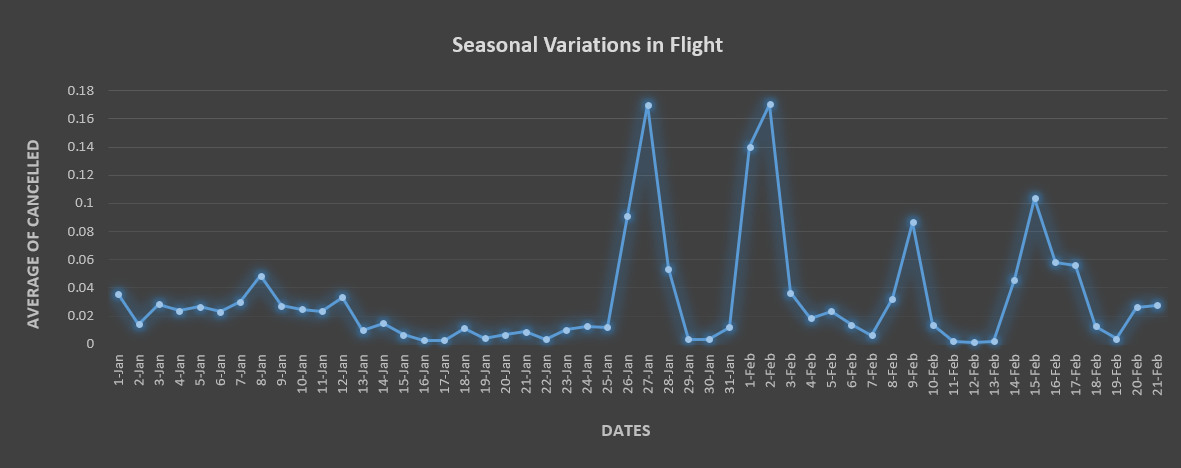 Seasonal Variations in Flight
AVERAGE OF CANCELLED
0.18
0.16
0.14
0.12
0.1
0.08
0.06
0.04
0.02
0
1-Jan
2-Jan
3-Jan
4-Jan
5-Jan
6-Jan
7-Jan
8-Jan
9-Jan
10-Jan
11-Jan
12-Jan
13-Jan
14-Jan
15-Jan
16-Jan
17-Jan
18-Jan
19-Jan
20-Jan
21-Jan
22-Jan
23-Jan
24-Jan
25-Jan
26-Jan
27-Jan
28-Jan
29-Jan
30-Jan
31-Jan
1-Feb
2-Feb
3-Feb
4-Feb
5-Feb
6-Feb
7-Feb
8-Feb
9-Feb
10-Feb
11-Feb
12-Feb
13-Feb
14-Feb
15-Feb
16-Feb
17-Feb
18-Feb
19-Feb
20-Feb
21-Feb
DATES